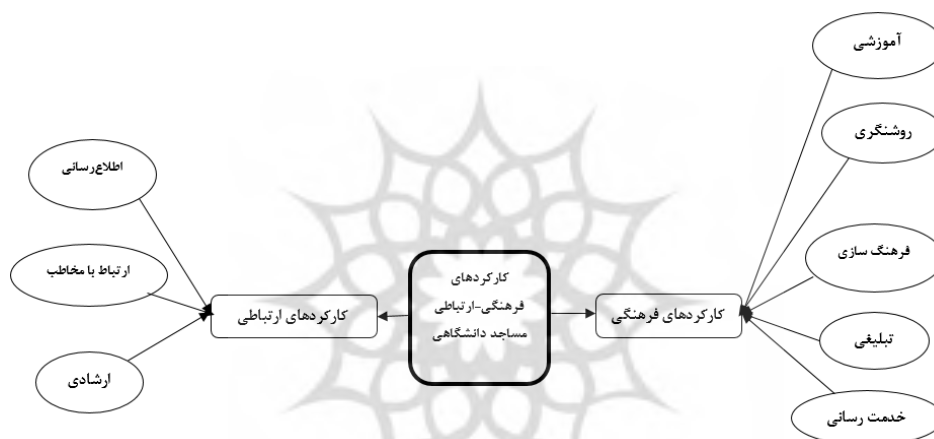 آموزشی
روشنگری
فرهنگ سازی
تبلیغی
خدمت رسانی
کارکردهای فرهنگی
کارکردهای
فرهنگی-ارتباطی
مساجد دانشگاهی
کارکردهای ارتباطی
اطلاع‌رسانی
ارتباط با مخاطب
ارشادی